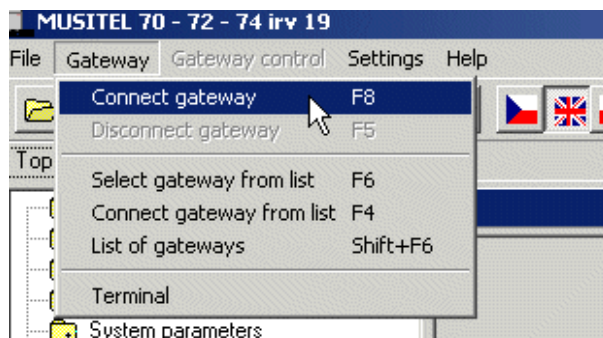 MUSITEL 70 - 72 - 74 irv 19
File Gateway Gateway control Settings Help
Connect gateway F8
Disconnect gateway F5
Top
Select gateway from list F6
Connect gateway from list F4
List of gateways Shift+F6
Terminal
System parameters